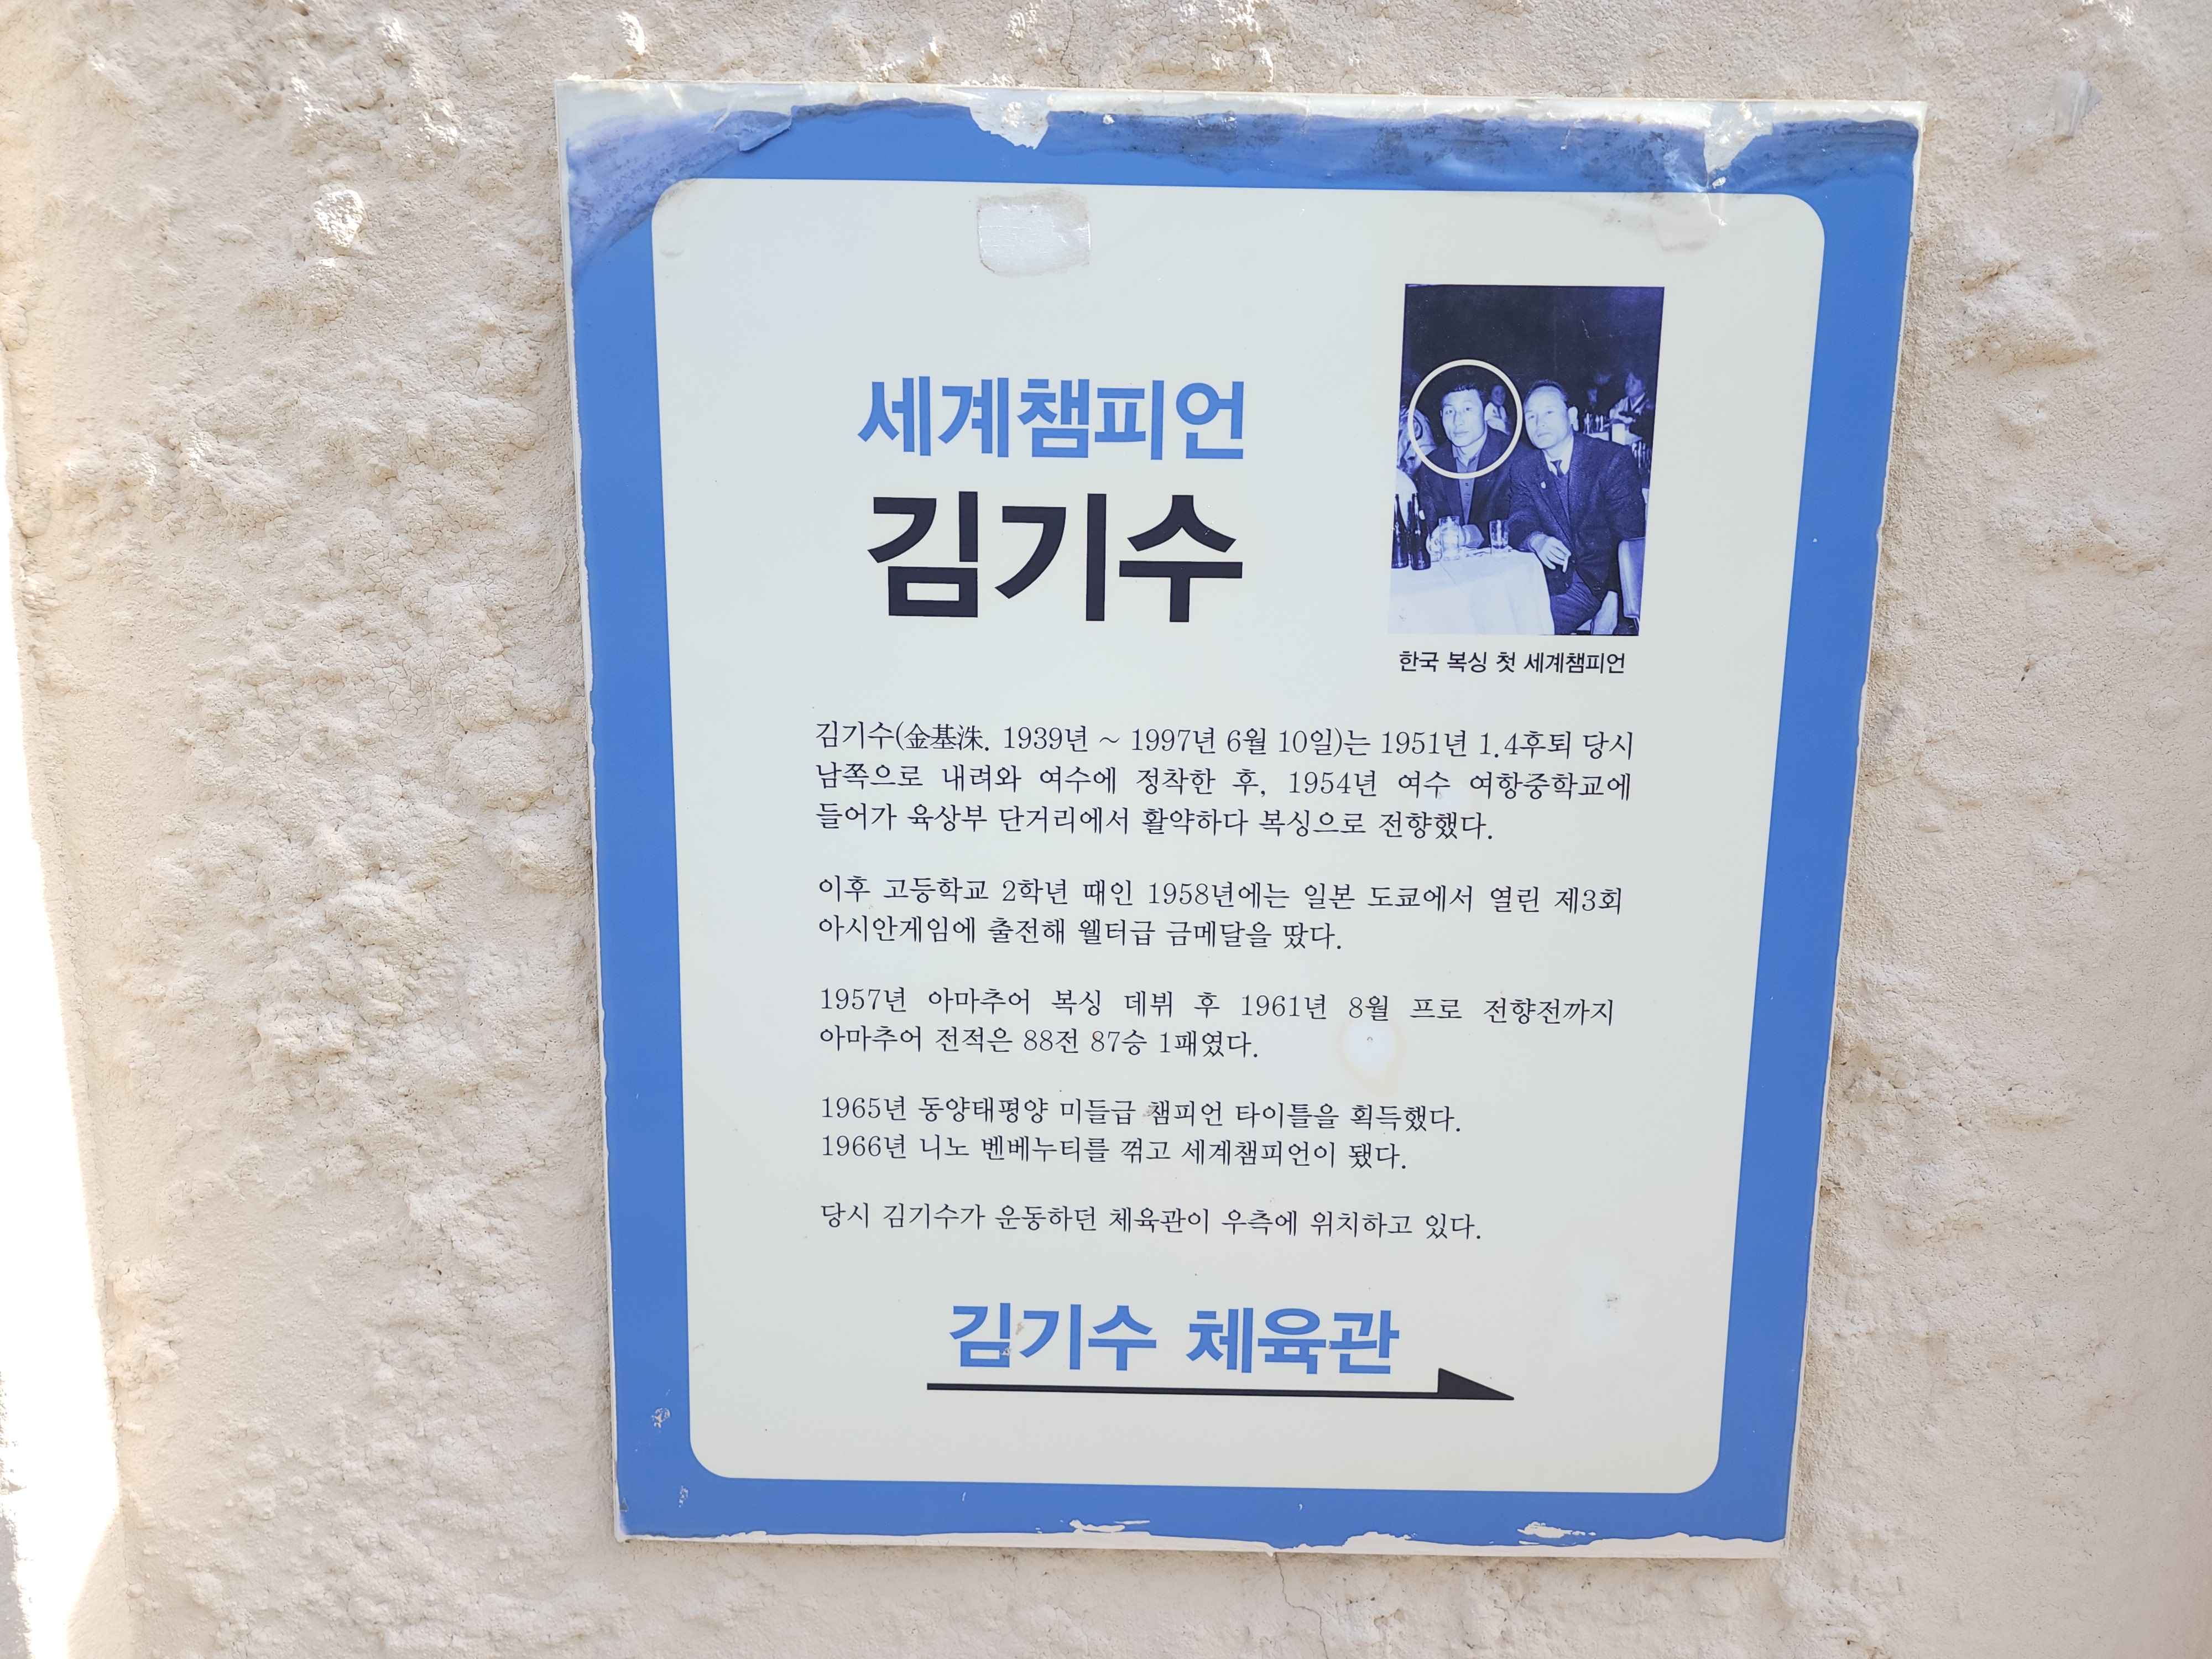 세계챔피언
김기수
한국 복싱 첫 세계챔피언
김기수(金基洙. 1939년 ~ 1997년 6월 10일)는 1951년 1.4후퇴 당시
남쪽으로 내려와 여수에 정착한 후, 1954년 여수 여항중학교에
들어가 육상부 단거리에서 활약하다 복싱으로 전향했다.
이후 고등학교 2학년 때인 1958년에는 일본 도쿄에서 열린 제3회
아시안게임에 출전해 웰터급 금메달을 땄다.
1957년 아마추어 복싱 데뷔 후 1961년 8월 프로 전향전까지
아마추어 전적은 88전 87승 1패였다.
1965년 동양태평양 미들급 챔피언 타이틀을 획득했다.
1966년 니노 벤베누티를 꺾고 세계챔피언이 됐다.
당시 김기수가 운동하던 체육관이 우측에 위치하고 있다.
김기수 체육관